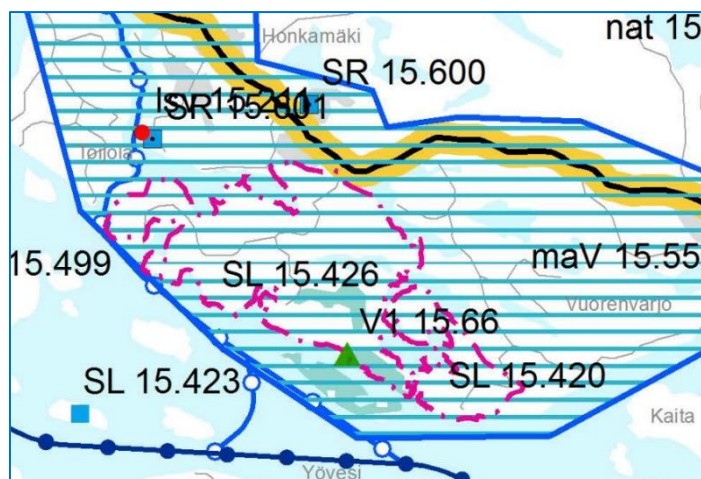 Honkamäki
nat 15
SR 15.600
SR 15.601
Toijola
15.499
SL 15.426
maV 15.55
Vuorenvarjo
V1 15.66
SL 15.423
SL 15.420
Kaita
Yövesi